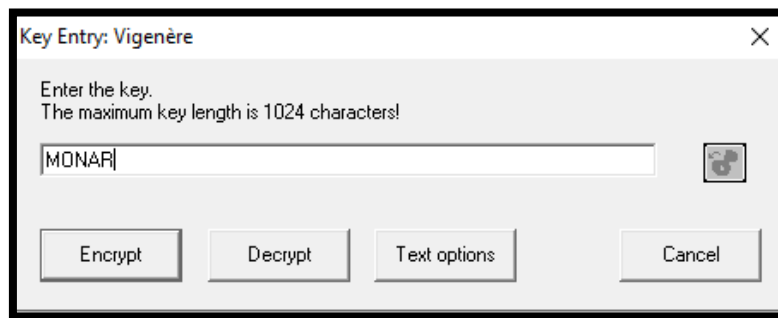 Key Entry: Vigenère
Enter the key.
The maximum key length is 1024 characters!
MONAR
Encrypt Decrypt Text options Cancel